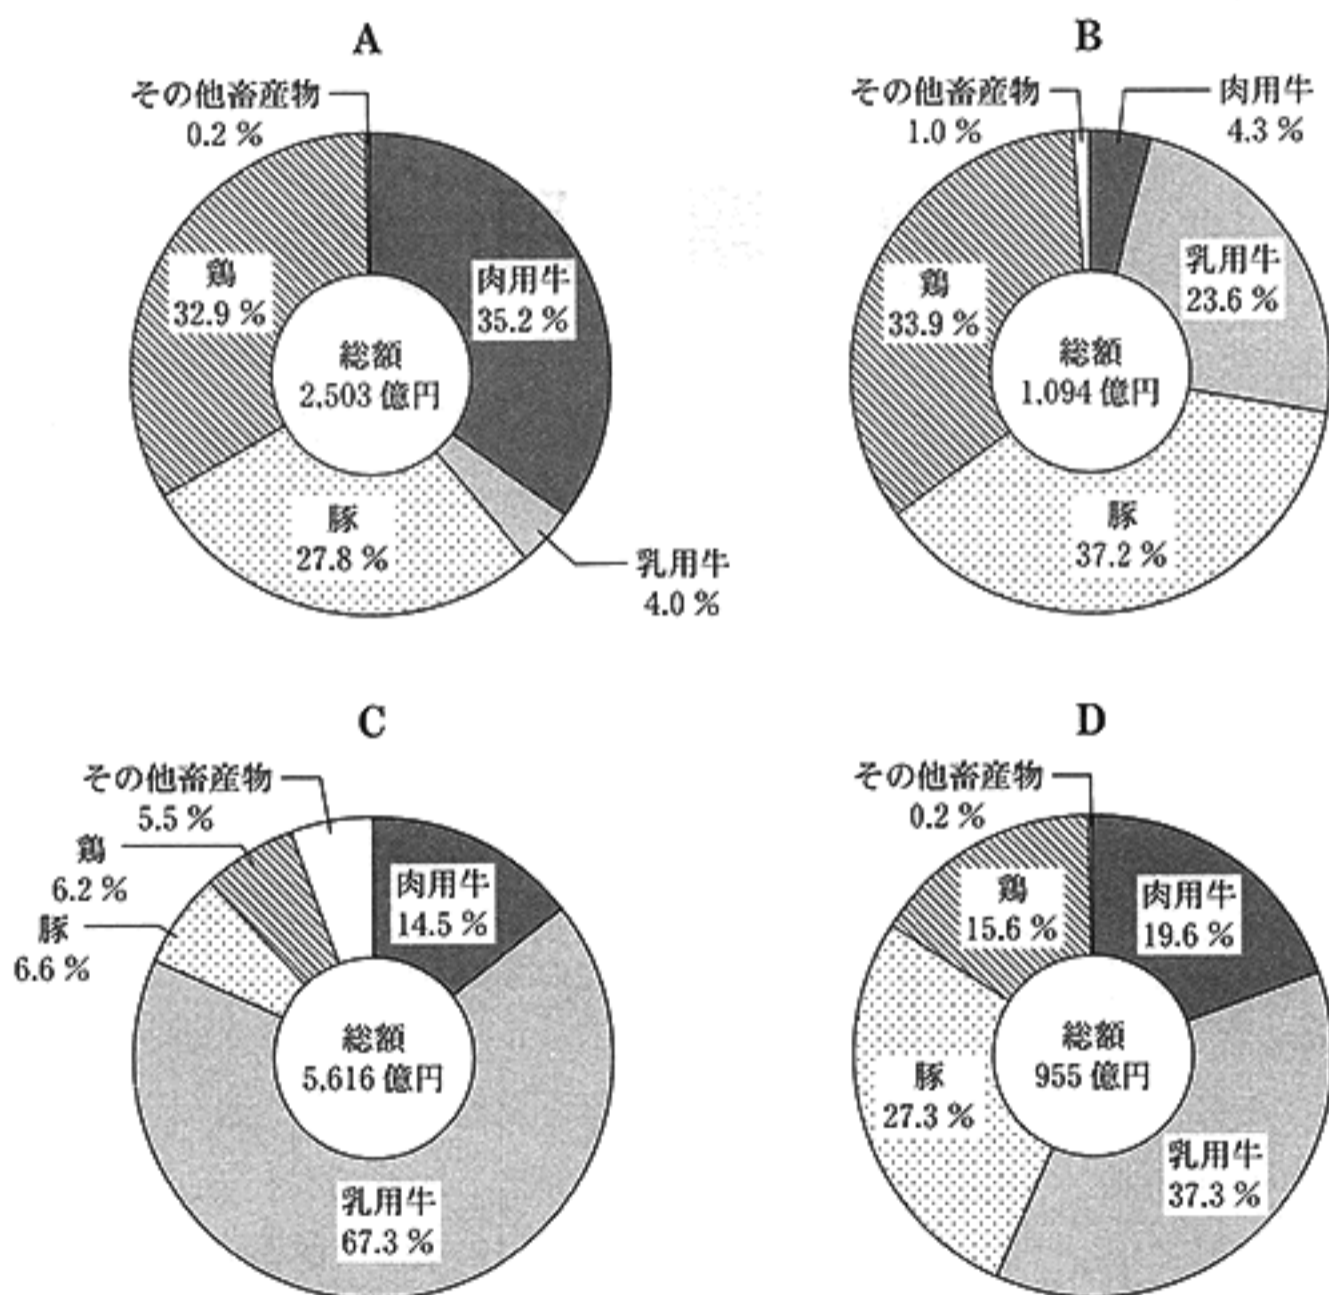 A
その他畜産物
0.2 %
肉用牛
35.2 %
鶏
32.9 %
総額
2,503 億円
豚
27.8 %
乳用牛
4.0 %
B
その他畜産物
1.0 %
肉用牛
4.3 %
乳用牛
23.6 %
鶏
33.9 %
総額
1,094 億円
豚
37.2 %
C
その他畜産物
5.5 %
鶏
6.2 %
豚
6.6 %
肉用牛
14.5 %
総額
5,616 億円
乳用牛
67.3 %
D
その他畜産物
0.2 %
鶏
15.6 %
肉用牛
19.6 %
総額
955 億円
豚
27.3 %
乳用牛
37.3 %